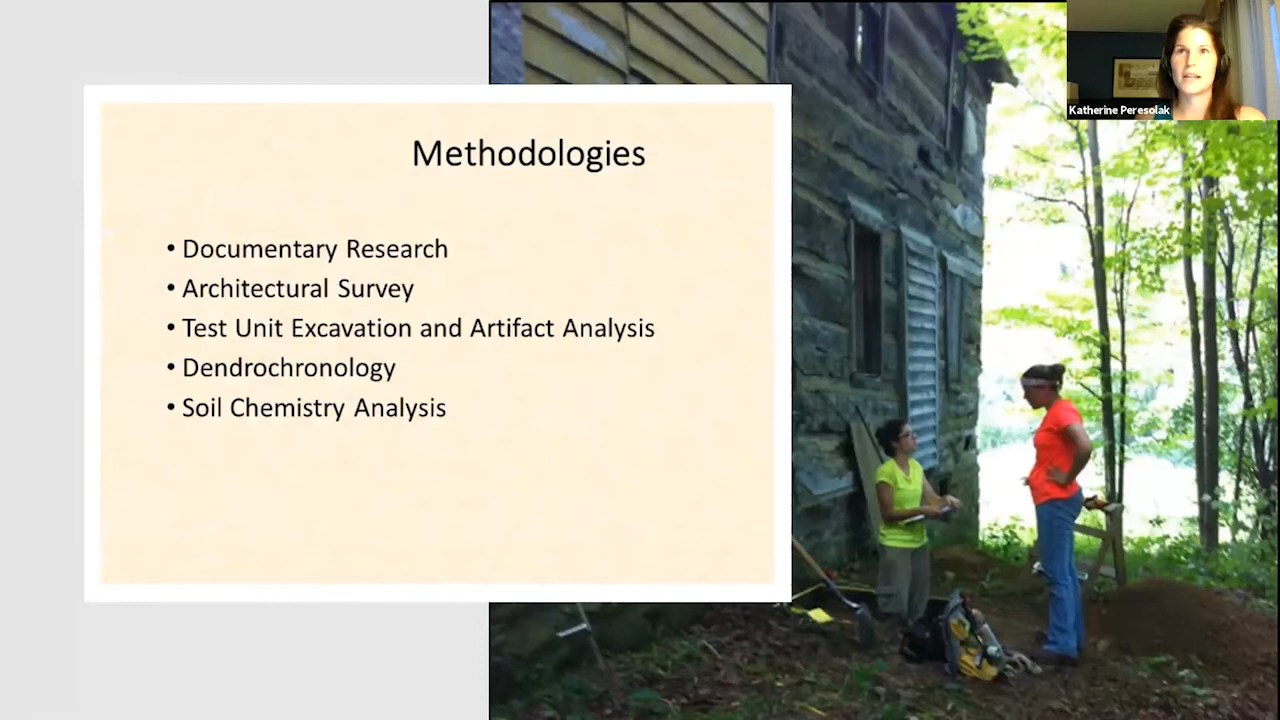 Katherine Peresolak
Methodologies
• Documentary Research
• Architectural Survey
• Test Unit Excavation and Artifact Analysis
• Dendrochronology
• Soil Chemistry Analysis